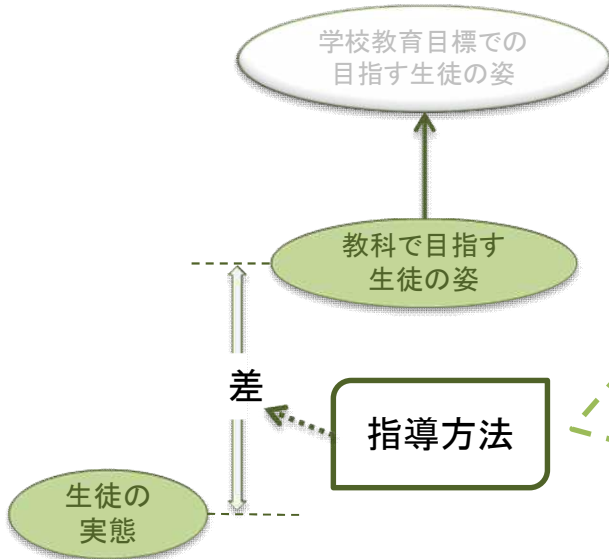 学校教育目標での
目指す生徒の姿
教科で目指す
生徒の姿
差
指導方法
生徒の
実態